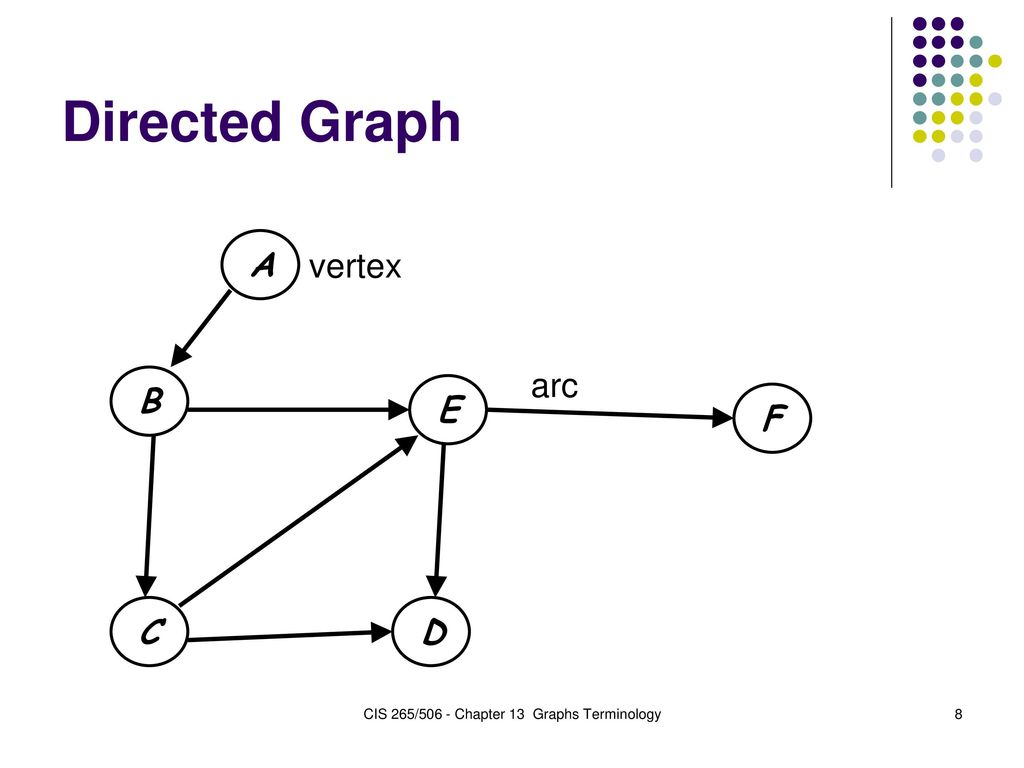 Directed Graph
A vertex
arc
B
E
F
C
D
CIS 265/506 - Chapter 13 Graphs Terminology
8